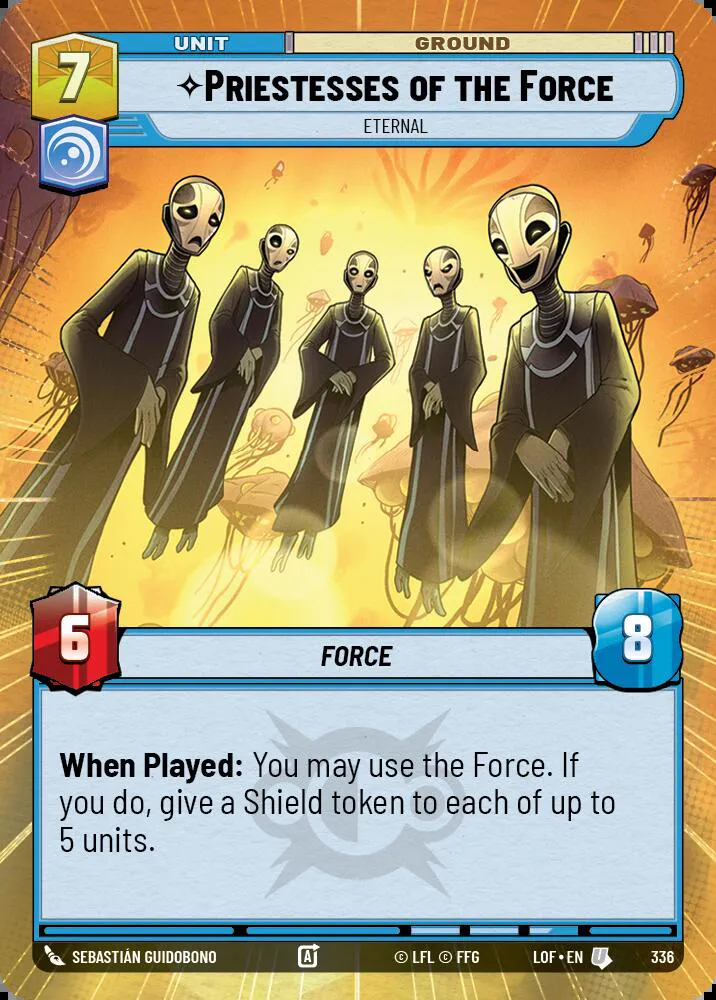 UNIT
GROUND
7
✧PRIESTESSES OF THE FORCE
ETERNAL
6
FORCE
8
When Played: You may use the Force. If
you do, give a Shield token to each of up to
5 units.
SEBASTIÁN GUIDOBONO
A
© LFL © FFG
LOF • EN
U
336